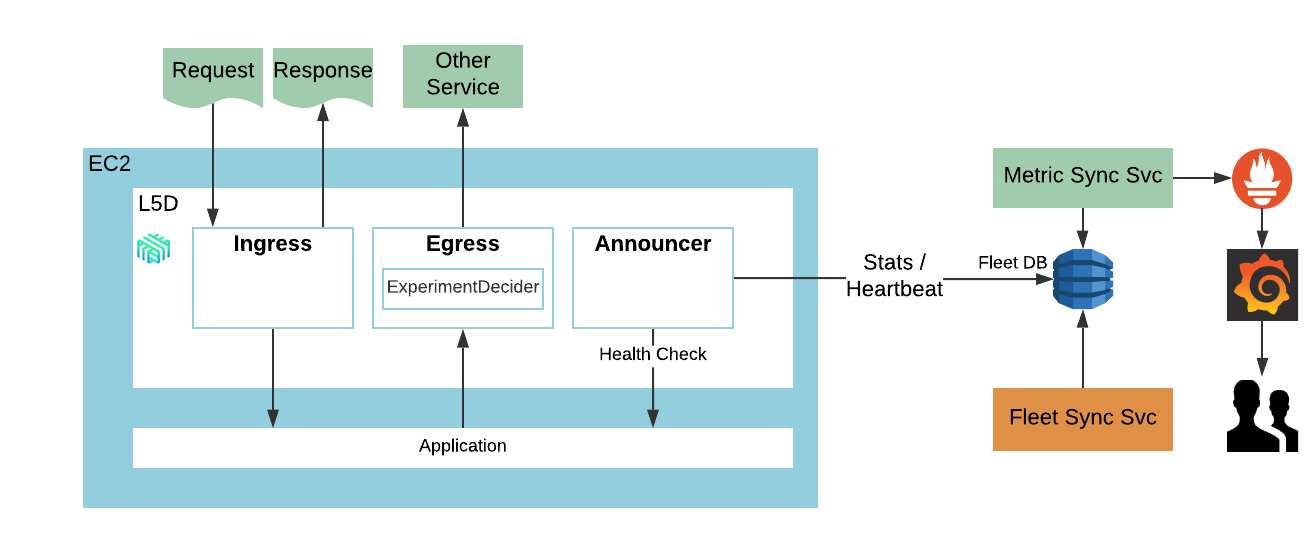 Request
Response
Other
Service
EC2
L5D
Ingress
Egress
ExperimentDecider
Announcer
Health Check
Application
Stats /
Heartbeat
Fleet DB
Metric Sync Svc
Fleet Sync Svc